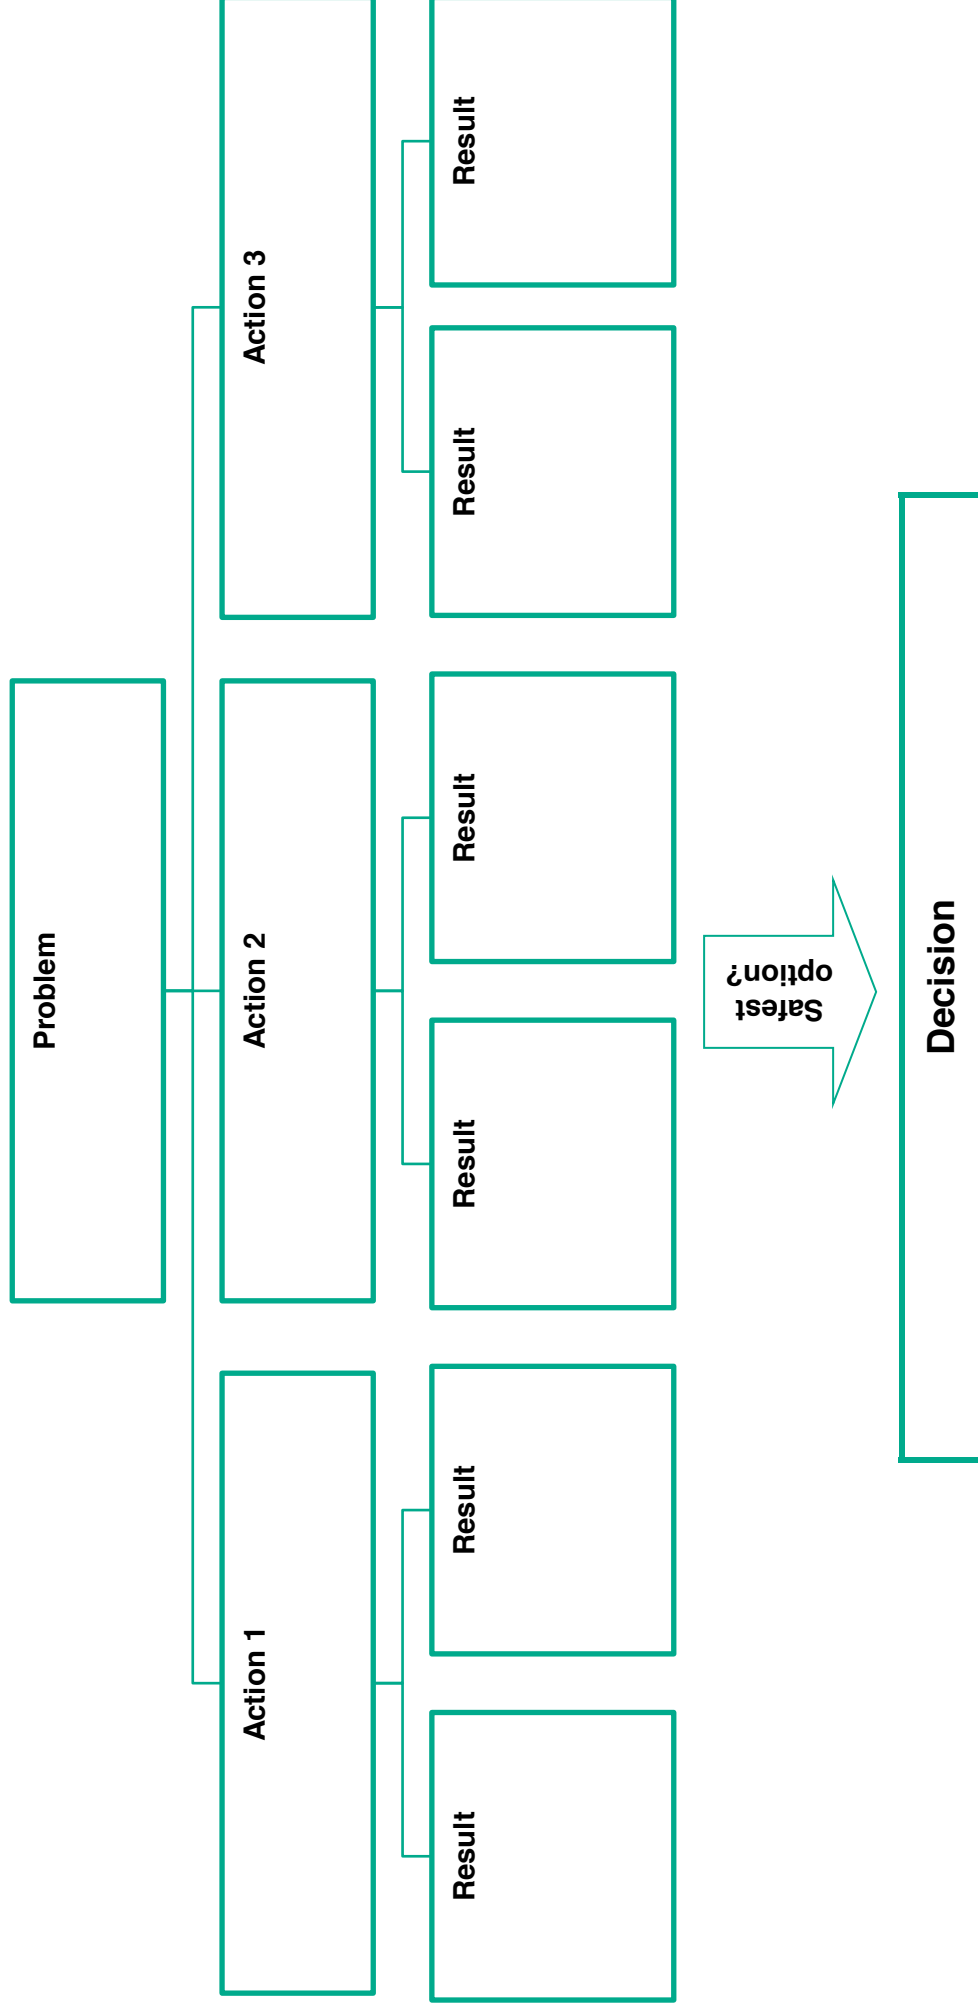 Problem
Action 1
Action 2
Action 3
Result
Result
Result
Result
Result
Result
Safest
option?
Decision